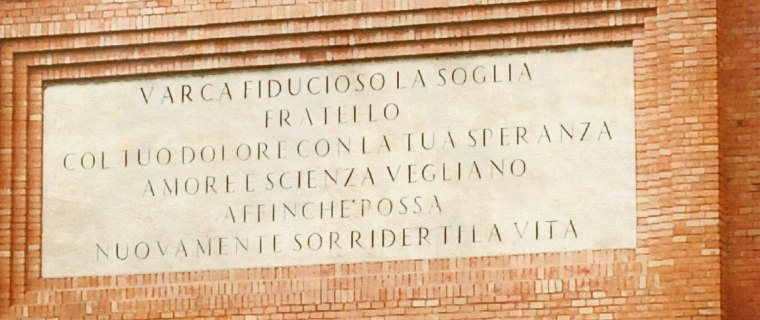 VARCA FIDUCIOSO LA SOGLIA
FRATELLO
COL TUO DOLORE CON LA TUA SPERANZA
AMORE E SCIENZA VEGLIANO
AFFINCHE' POSSA
NUOVAMENTE SORRIDERTI LA VITA